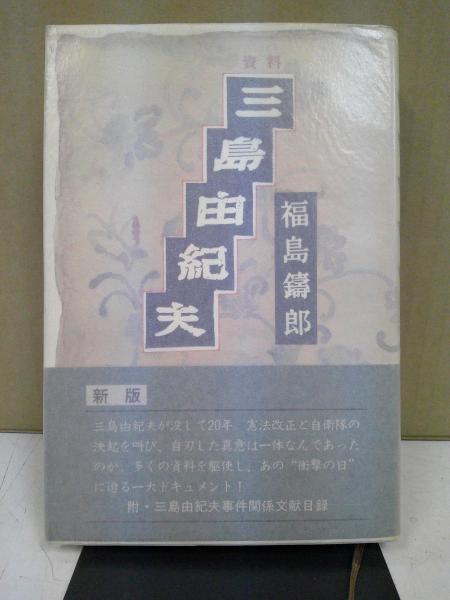 資料
三島由紀夫
福島鑄郎
新版
三島由紀夫が没して20年。憲法改正と自衛隊の
決起を叫び、自刃した真意は一体なんであった
のか。多くの資料を駆使し、あの“衝撃の日”
に迫る一大ドキュメント!
附・三島由紀夫事件関係文献目録